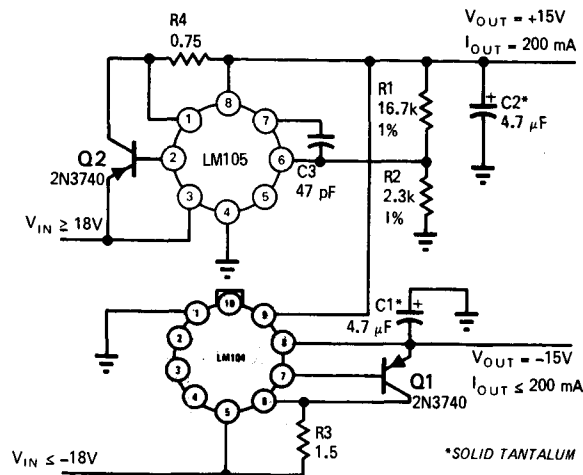 R4
0.75
VOUT = +15V
IOUT = 200 mA
8
1
7
R1
16.7k
1%
C2*
+
4.7 μF
Q2
2N3740
2
LM105
6
C3
47 pF
3
5
4
R2
2.3k
1%
VIN ≥ 18V
10
1
9
C1*
+
4.7 μF
2
8
LM104
3
7
VOUT = -15V
IOUT ≤ 200 mA
Q1
2N3740
4
6
5
R3
1.5
VIN ≤ -18V
*SOLID TANTALUM